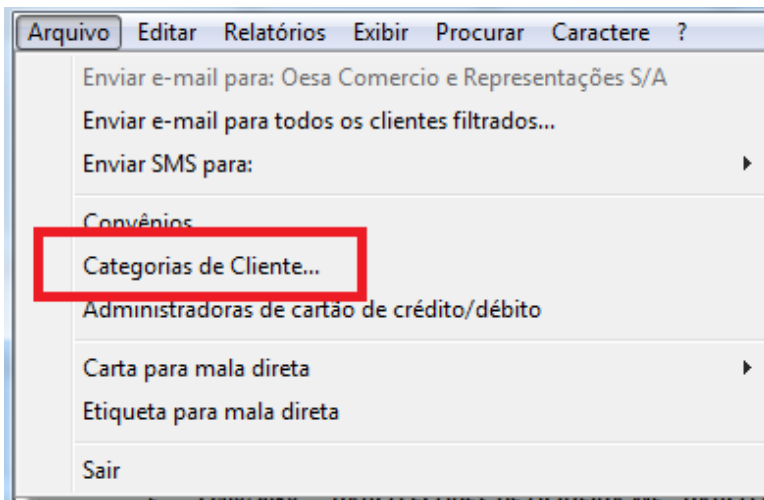 Arquivo Editar Relatórios Exibir Procurar Caractere ?
Enviar e-mail para: Oesa Comercio e Representações S/A
Enviar e-mail para todos os clientes filtrados...
Enviar SMS para:
Convênios
Categorias de Cliente...
Administradoras de cartão de crédito/débito
Carta para mala direta
Etiqueta para mala direta
Sair